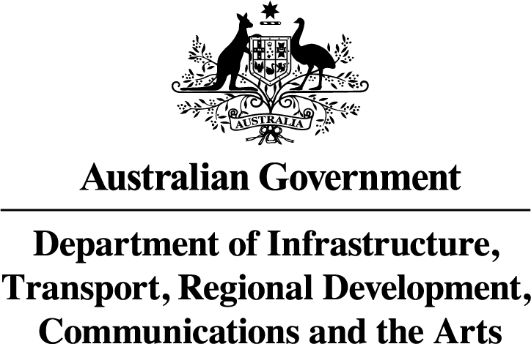 AUSTRALIA
Australian Government
Department of Infrastructure,
Transport, Regional Development,
Communications and the Arts